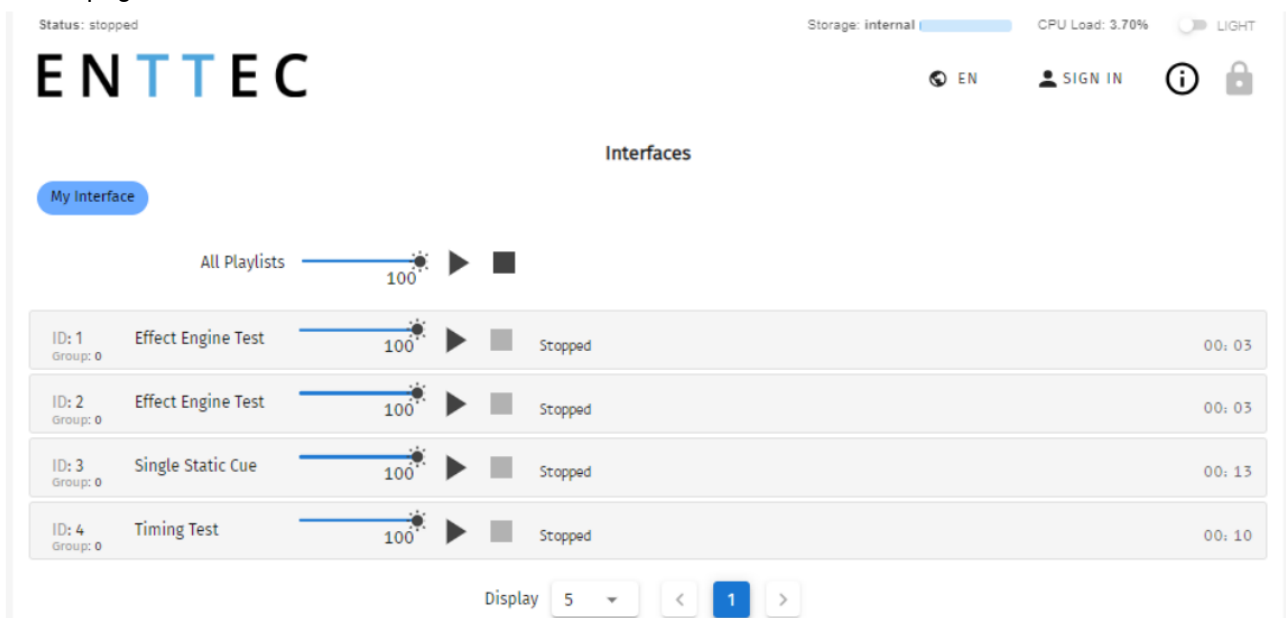 Status: stopped
Storage: internal
CPU Load: 3.70%
LIGHT
ENTTEC
EN
SIGN IN
Interfaces
My Interface
All Playlists
100
ID: 1
Group: 0
Effect Engine Test
100
Stopped
00: 03
ID: 2
Group: 0
Effect Engine Test
100
Stopped
00: 03
ID: 3
Group: 0
Single Static Cue
100
Stopped
00: 13
ID: 4
Group: 0
Timing Test
100
Stopped
00: 10
Display
5
1